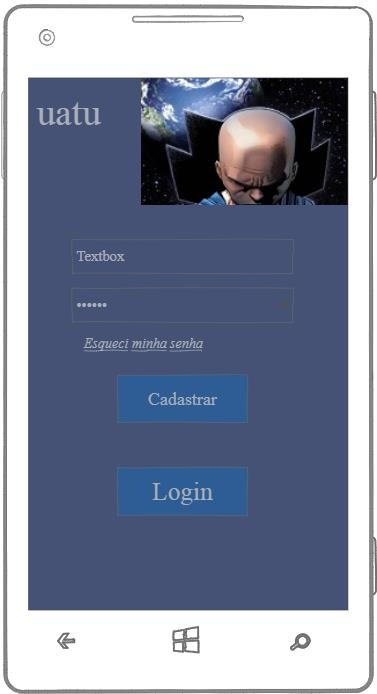 uatu
Textbox
••••••
Esqueci minha senha
Cadastrar
Login